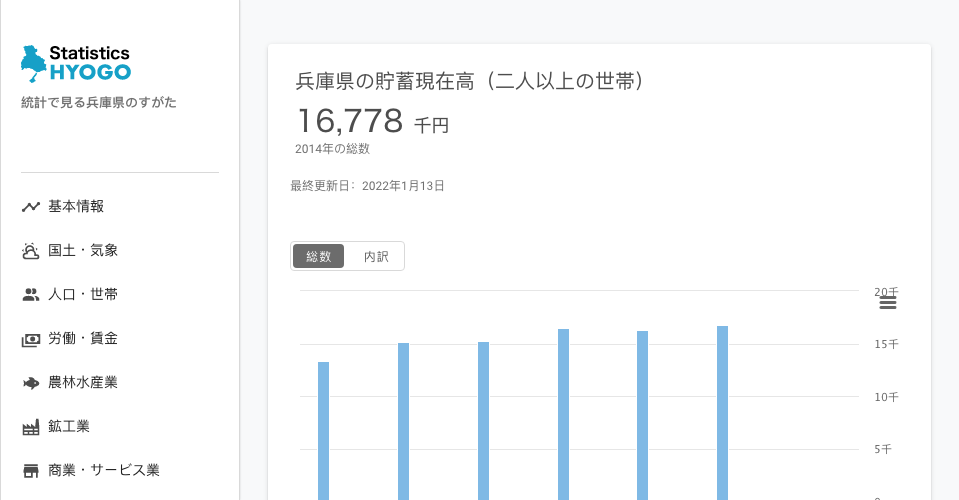 Statistics
HYOGO
統計で見る兵庫県のすがた
基本情報
国土・気象
人口・世帯
労働・賃金
農林水産業
鉱工業
商業・サービス業
兵庫県の貯蓄現在高（二人以上の世帯）
16,778 千円
2014年の総数
最終更新日: 2022年1月13日
総数 内訳
20千
15千
10千
5千